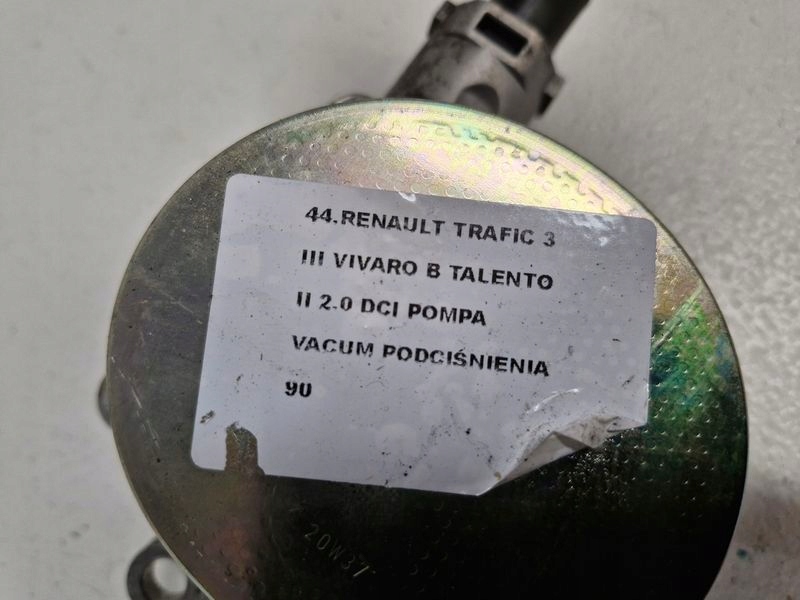 44.RENAULT TRAFIC 3
III VIVARO B TALENTO
II 2.0 DCI POMPA
VACUM PODCIŚNIENIA
90
20W37